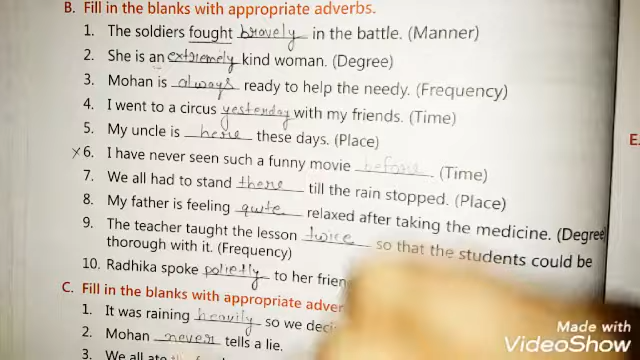 B. Fill in the blanks with appropriate adverbs.
1. The soldiers fought bravely in the battle. (Manner)
2. She is an extremely kind woman. (Degree)
3. Mohan is always ready to help the needy. (Frequency)
4. I went to a circus yesterday with my friends. (Time)
5. My uncle is here these days. (Place)
x6. I have never seen such a funny movie before. (Time)
7. We all had to stand there till the rain stopped. (Place)
8. My father is feeling quite relaxed after taking the medicine. (Degree)
9. The teacher taught the lesson twice so that the students could be
thorough with it. (Frequency)
10. Radhika spoke polietly to her frien
C. Fill in the blanks with appropriate adver
1. It was raining heavily so we deci
2. Mohan never tells a lie.
3. We all ate
E.
Made with
VideoShow